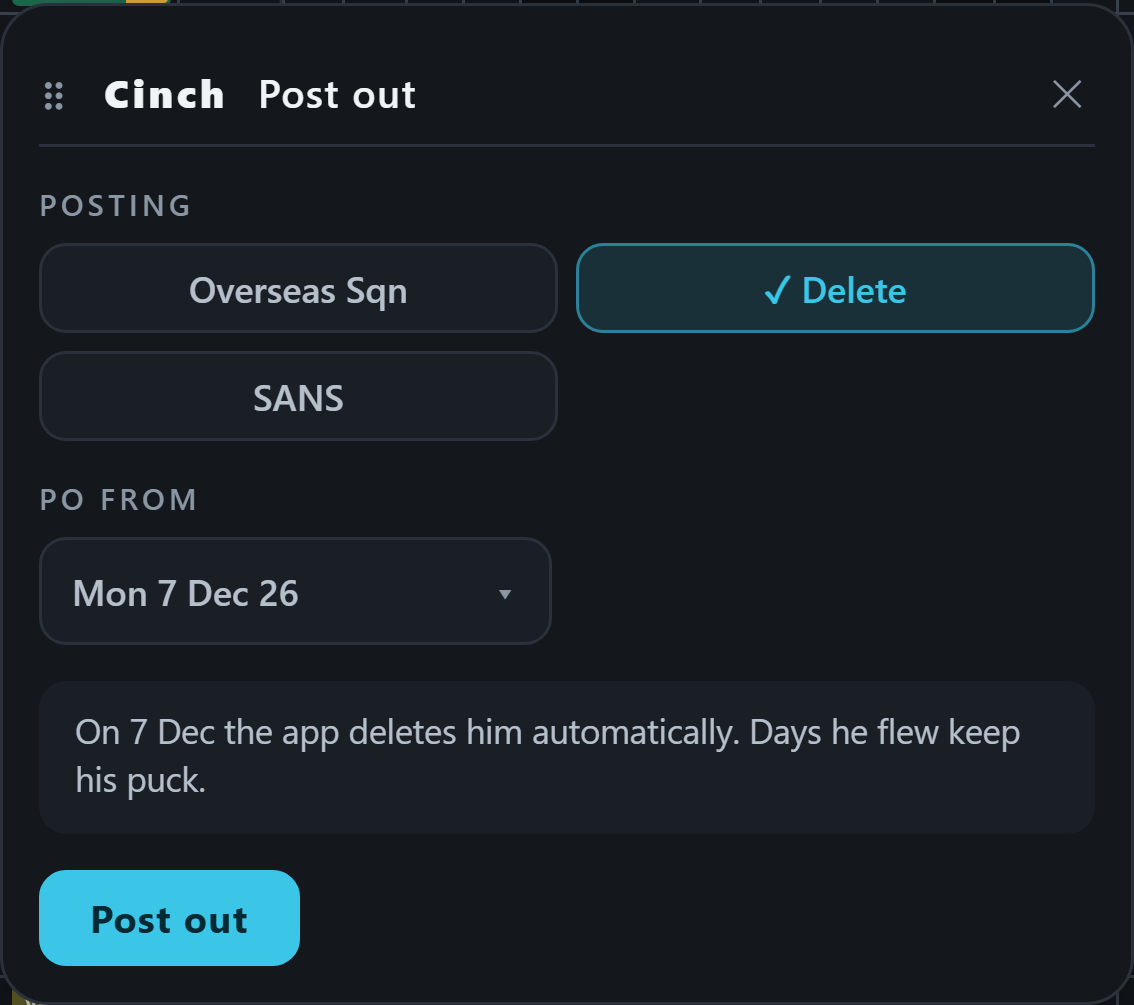 Cinch Post out
POSTING
Overseas Sqn
✓ Delete
SANS
PO FROM
Mon 7 Dec 26
On 7 Dec the app deletes him automatically. Days he flew keep
his puck.
Post out